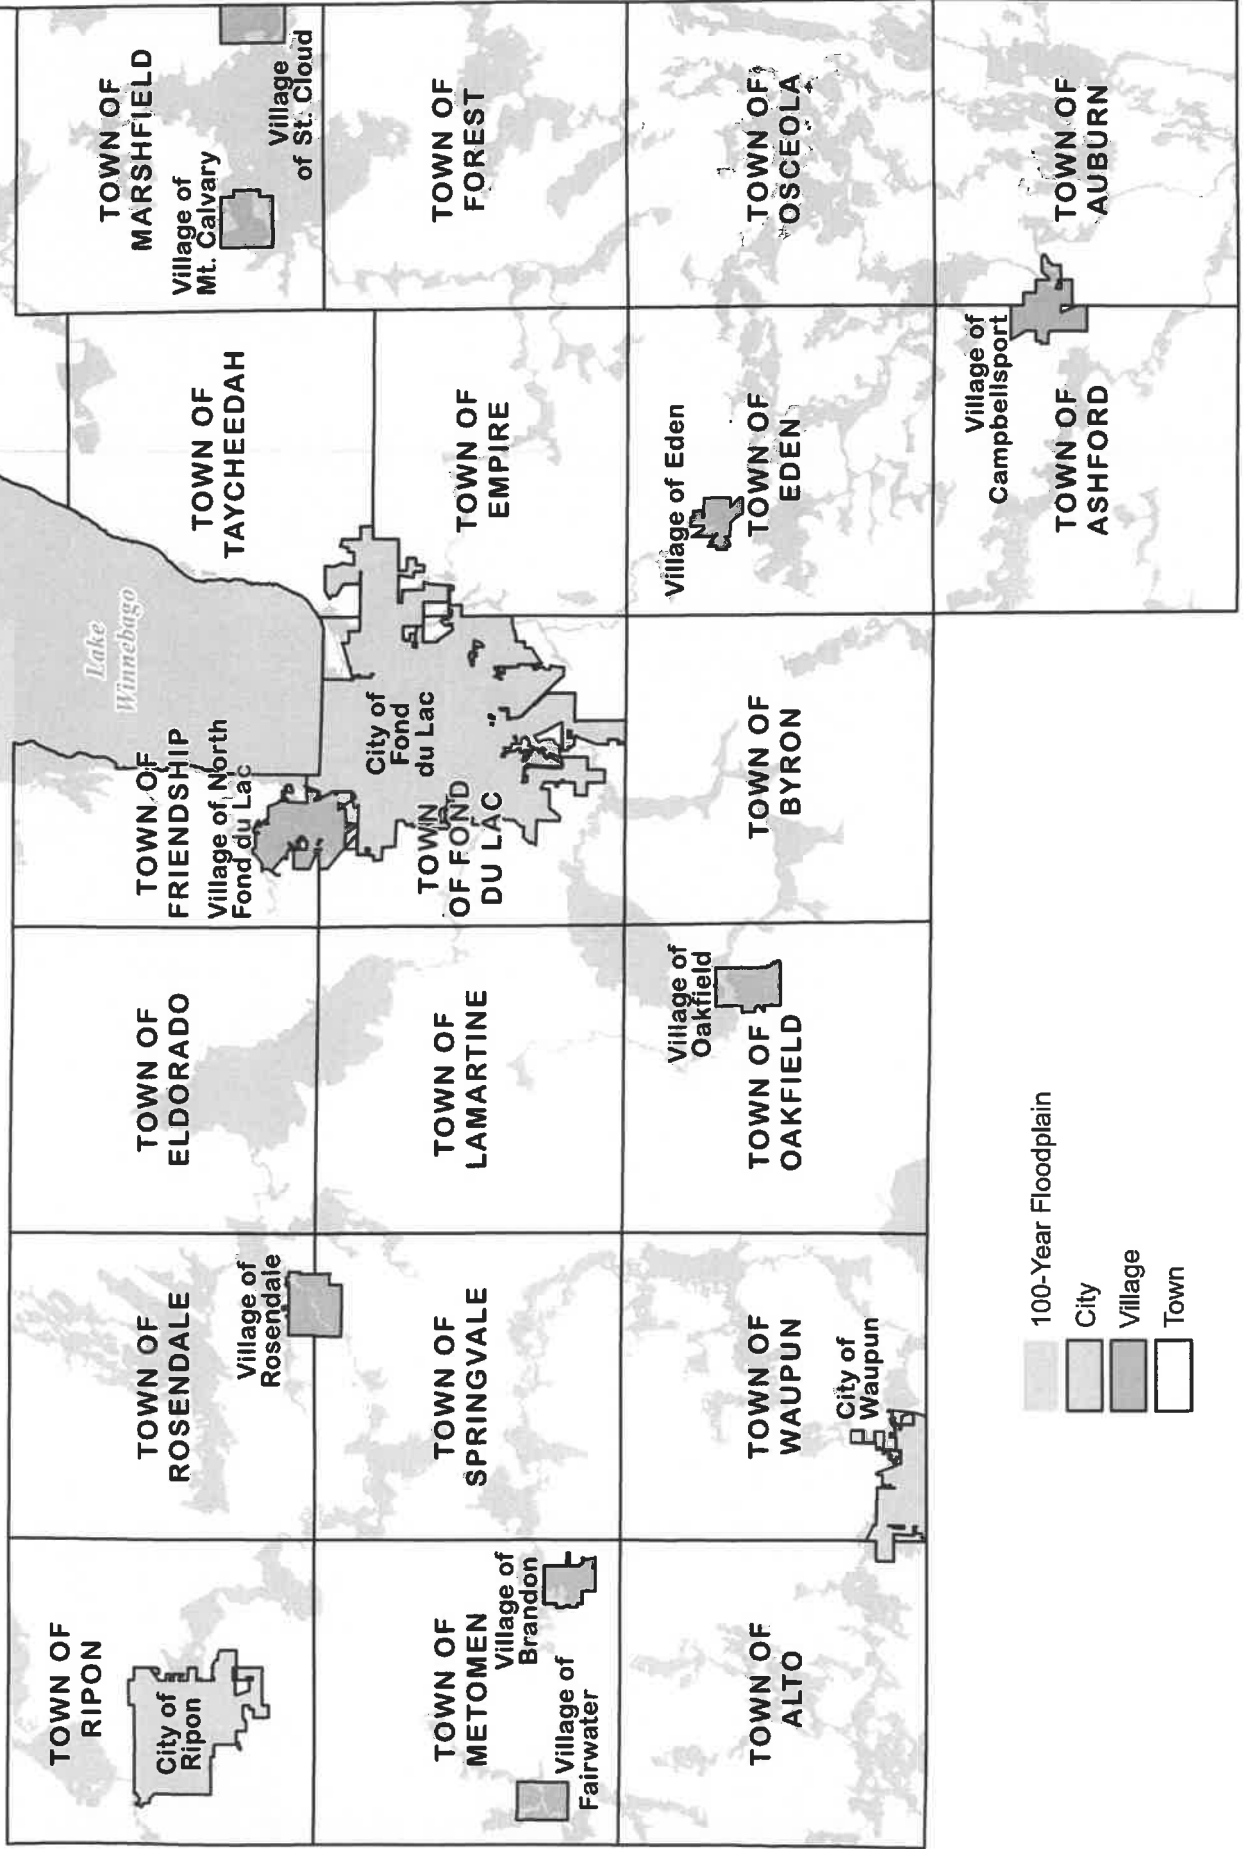 TOWN OF
RIPON
City of
Ripon
TOWN OF
ROSENDALE
Village of
Rosendale
TOWN OF
ELDORADO
TOWN OF
FRIENDSHIP
Village of North
Fond du Lac
Lake
Winnebago
TOWN OF
TAYCHEEDAH
TOWN OF
MARSHFIELD
Village of
Mt. Calvary
Village
of St. Cloud
TOWN OF
METOMEN
Village of
Brandon
Village of
Fairwater
TOWN OF
SPRINGVALE
TOWN OF
LAMARTINE
City of
Fond
du Lac
TOWN
OF FOND
DU LAC
TOWN OF
EMPIRE
TOWN OF
FOREST
TOWN OF
ALTO
TOWN OF
WAUPUN
City of
Waupun
Village of
Oakfield
TOWN OF
OAKFIELD
TOWN OF
BYRON
Village of Eden
TOWN OF
EDEN
TOWN OF
OSCEOLA
Village of
Campbellsport
TOWN OF
ASHFORD
TOWN OF
AUBURN
100-Year Floodplain
City
Village
Town